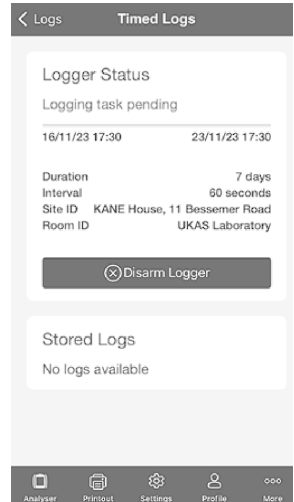 Logs Timed Logs
Logger Status
Logging task pending
16/11/23 17:30 23/11/23 17:30
Duration 7 days
Interval 60 seconds
Site ID KANE House, 11 Bessemer Road
Room ID UKAS Laboratory
Disarm Logger
Stored Logs
No logs available
Analyser Printout Settings Profile More